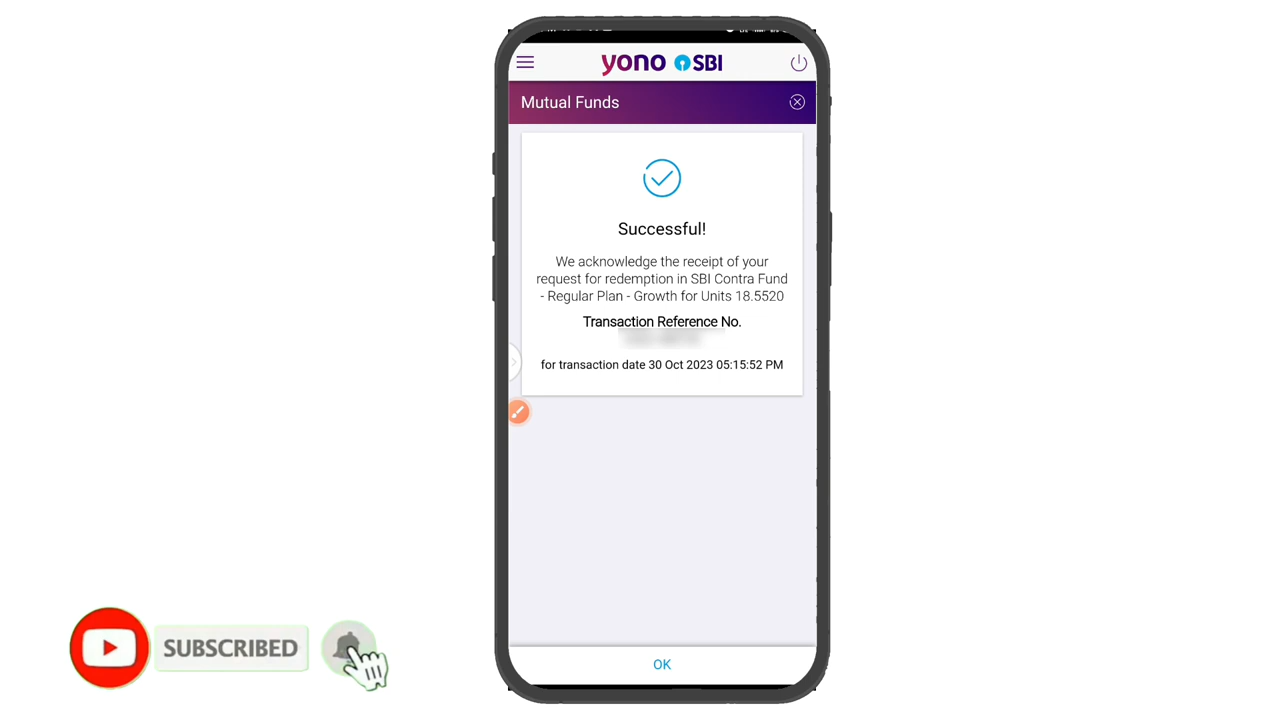 yono SBI
Mutual Funds
Successful!
We acknowledge the receipt of your
request for redemption in SBI Contra Fund
- Regular Plan - Growth for Units 18.5520
Transaction Reference No.
for transaction date 30 Oct 2023 05:15:52 PM
OK
SUBSCRIBED